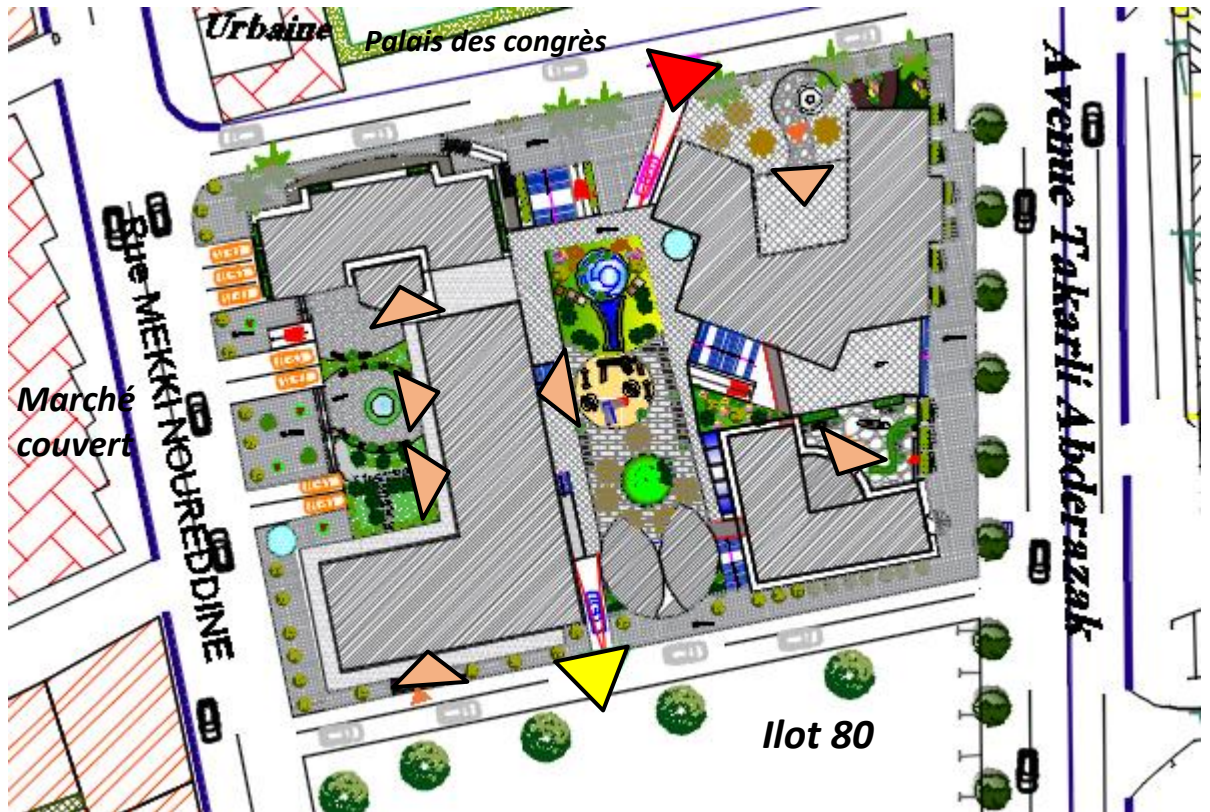 Urbaine
Palais des congrès
Avenue Takarli Abderazak
Rue MEKKI NOUREDDINE
Marché
couvert
Ilot 80